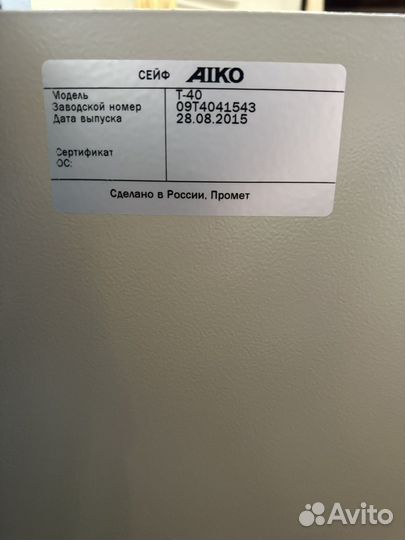 СЕЙФ AIKO
Модель T-40
Заводской номер 09T4041543
Дата выпуска 28.08.2015
Сертификат
ОС:
Сделано в России. Промет
Avito